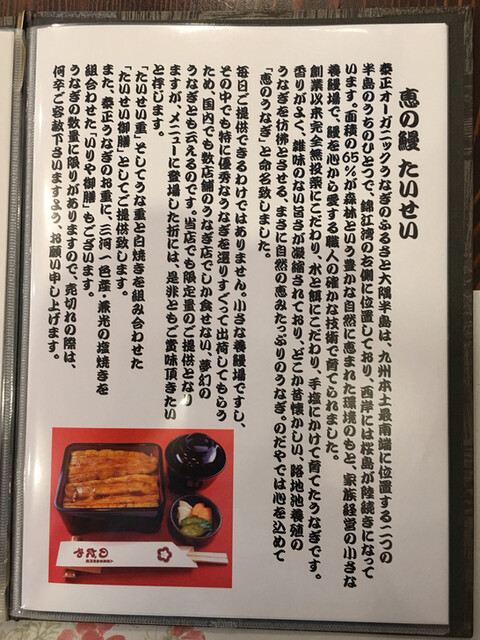 恵の鰻 たいせい
泰正オーガニックうなぎのふるさと大隅半島は、九州本土最南端に位置する二つの
半島のうちのひとつで、錦江湾の右側に位置しており、西岸には桜島が陸続きになって
います。面積の65%が森林という豊かな自然に恵まれた環境のもと、家族経営の小さな
養鰻場で、鰻を心から愛する職人の確かな技術で育てられました。
創業以来完全無投薬にこだわり、水と餌にこだわり、手塩にかけて育てたうなぎです。
香りがよく、雑味のない旨さが凝縮されており、どこか昔懐かしい、路地池養殖の
うなぎを彷彿とさせる、まさに自然の恵みたっぷりのうなぎ。のだやでは心を込めて
「恵のうなぎ」と命名致しました。
毎日ご提供できるわけではありません。小さな養鰻場ですし、
その中でも特に優秀なうなぎを選りすぐって出荷してもらう
ため、国内でも数店舗のうなぎ店でしかのせない、夢幻の
うなぎとも云えるのです。当店でも限定量のご提供となり
ますが、メニューに登場した折には、是非ともご賞味頂きたい
と存じます。
「たいせい重」そしてうな重と白焼きを組み合わせた
「たいせい御膳」としてご提供致します。
また、泰正うなぎのお重に、三河一色産・兼光の塩焼きを
組み合わせた「いりや御膳」もございます。
うなぎの数量に限りがありますので、売切れの際は、
何卒ご容赦下さいますよう、お願い申し上げます。